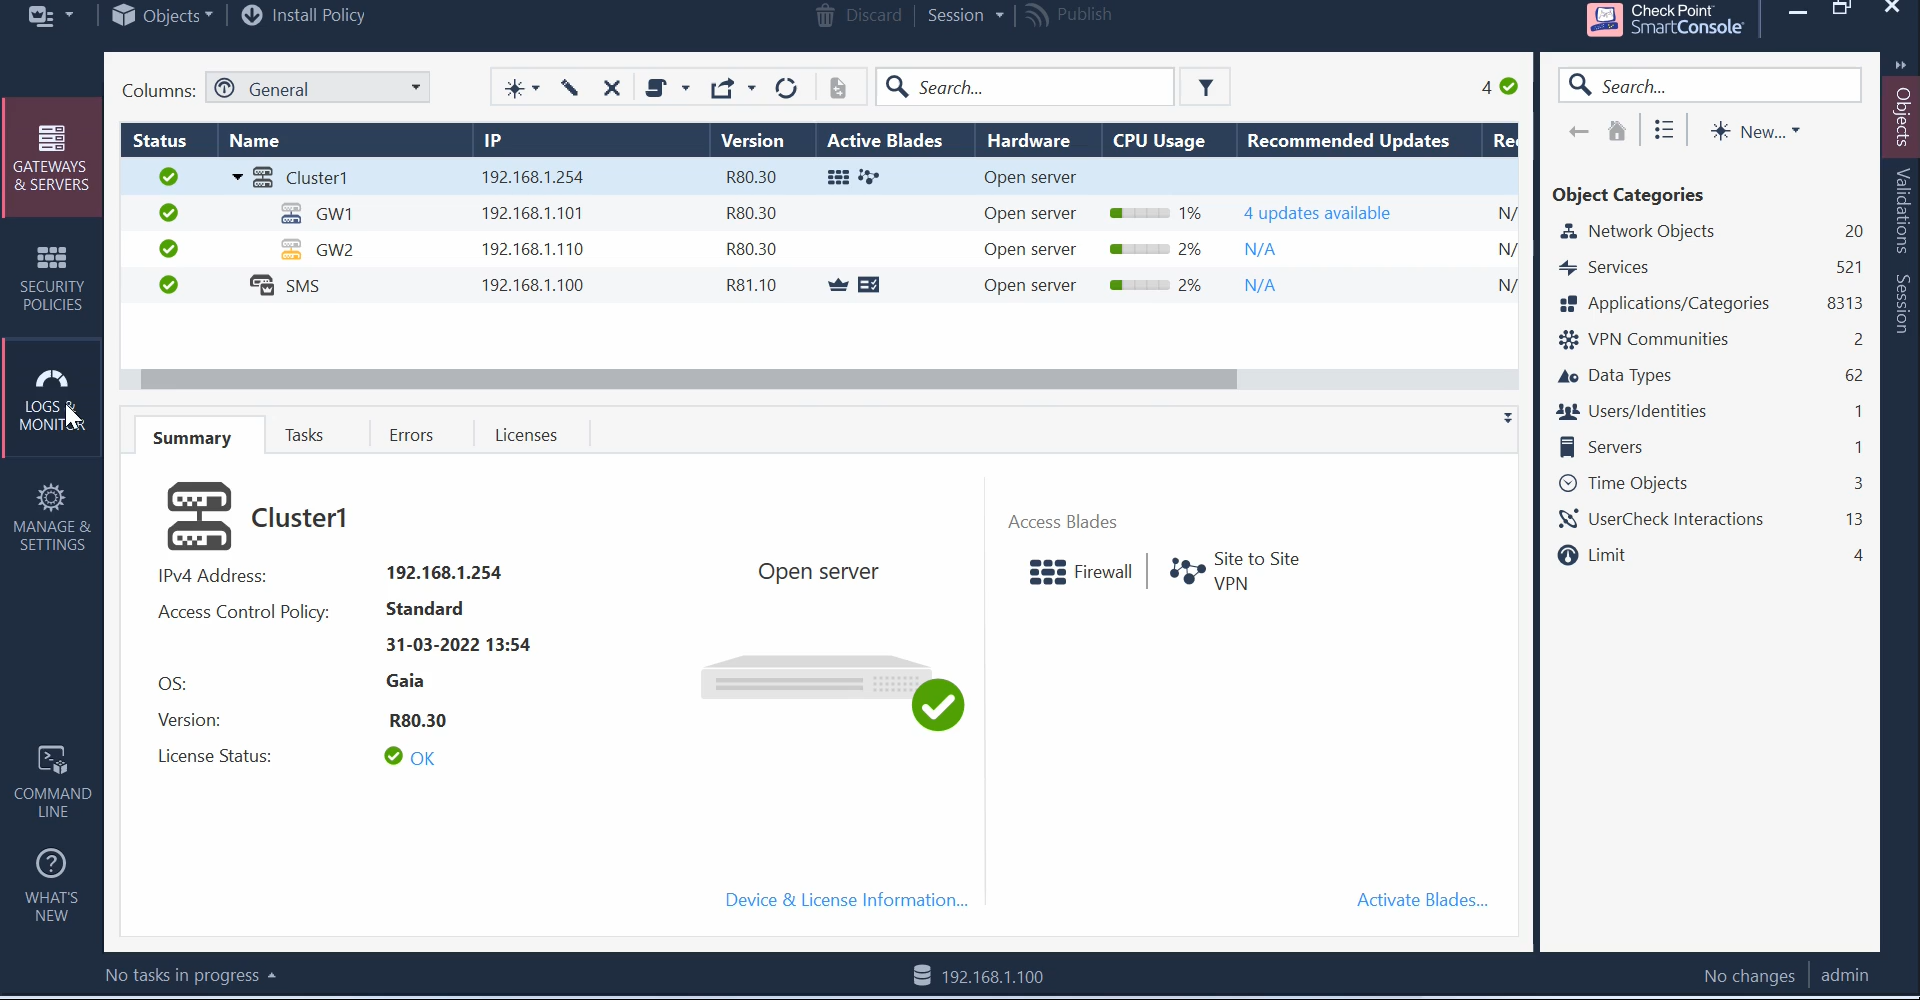 Objects Install Policy Discard Session Publish Check Point SmartConsole
GATEWAYS & SERVERS
SECURITY POLICIES
LOGS & MONITOR
MANAGE & SETTINGS
COMMAND LINE
WHAT'S NEW
Columns: General Search... 4
Status Name IP Version Active Blades Hardware CPU Usage Recommended Updates Rec
Cluster1 192.168.1.254 R80.30 Open server
GW1 192.168.1.101 R80.30 Open server 1% 4 updates available N/
GW2 192.168.1.110 R80.30 Open server 2% N/A N/
SMS 192.168.1.100 R81.10 Open server 2% N/A N/
Summary Tasks Errors Licenses
Cluster1
IPv4 Address: 192.168.1.254
Access Control Policy: Standard
31-03-2022 13:54
OS: Gaia
Version: R80.30
License Status: OK
Open server
Device & License Information...
Access Blades
Firewall Site to Site VPN
Activate Blades...
Search...
New...
Object Categories
Network Objects 20
Services 521
Applications/Categories 8313
VPN Communities 2
Data Types 62
Users/Identities 1
Servers 1
Time Objects 3
UserCheck Interactions 13
Limit 4
Objects
Validations
Session
No tasks in progress 192.168.1.100 No changes admin